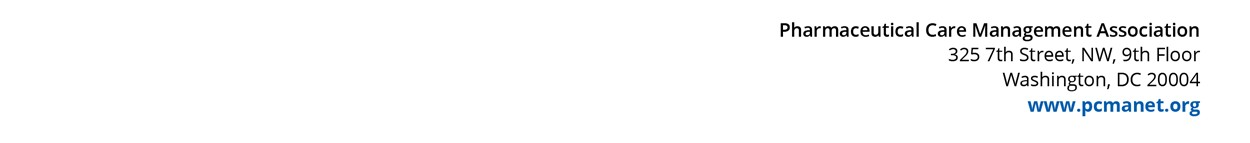 Pharmaceutical Care Management Association
325 7th Street, NW, 9th Floor
Washington, DC 20004
www.pcmanet.org